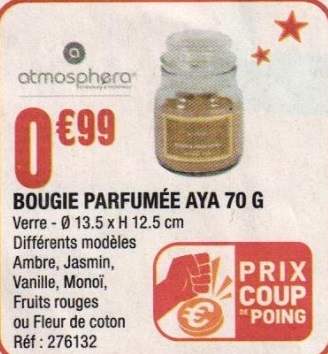 atmosphera
0€99
BOUGIE PARFUMÉE AYA 70 G
Verre - Ø 13.5 x H 12.5 cm
Différents modèles
Ambre, Jasmin,
Vanille, Monoï,
Fruits rouges
ou Fleur de coton
Réf : 276132
PRIX
COUP
DE POING
€